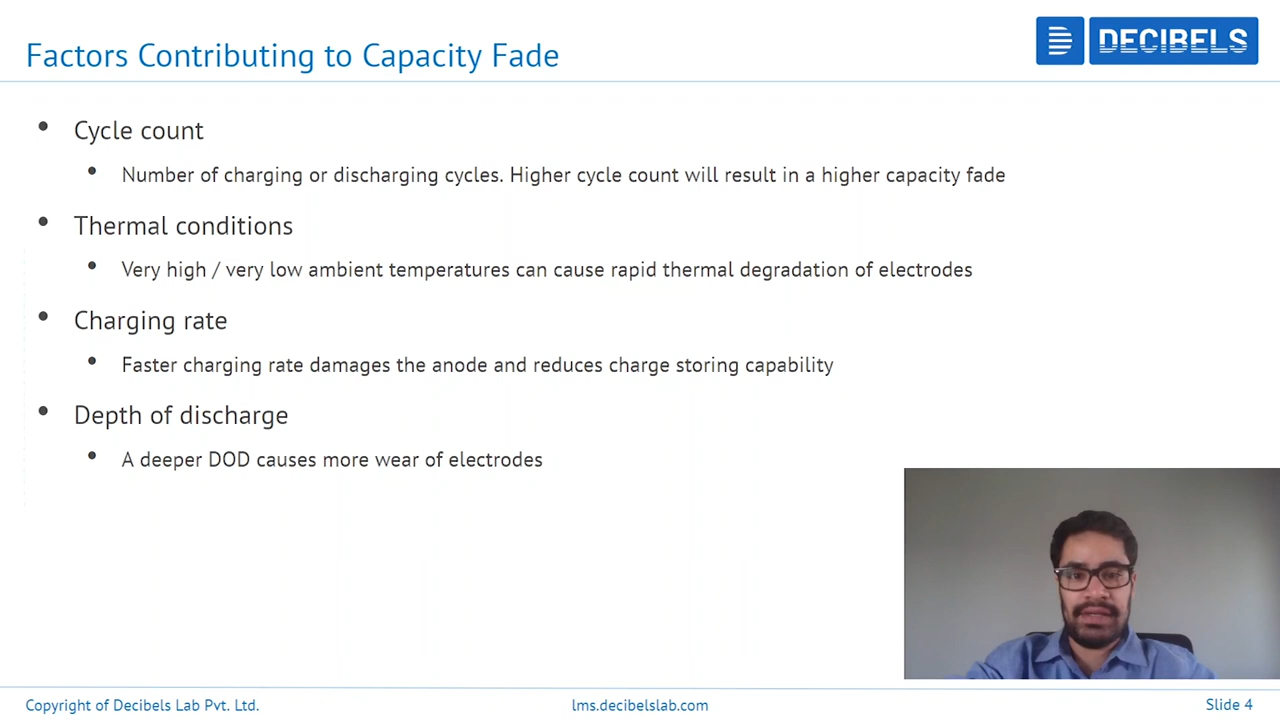 Factors Contributing to Capacity Fade
DECIBELS
• Cycle count
• Number of charging or discharging cycles. Higher cycle count will result in a higher capacity fade
• Thermal conditions
• Very high / very low ambient temperatures can cause rapid thermal degradation of electrodes
• Charging rate
• Faster charging rate damages the anode and reduces charge storing capability
• Depth of discharge
• A deeper DOD causes more wear of electrodes
Copyright of Decibels Lab Pvt. Ltd.
lms.decibelslab.com
Slide 4